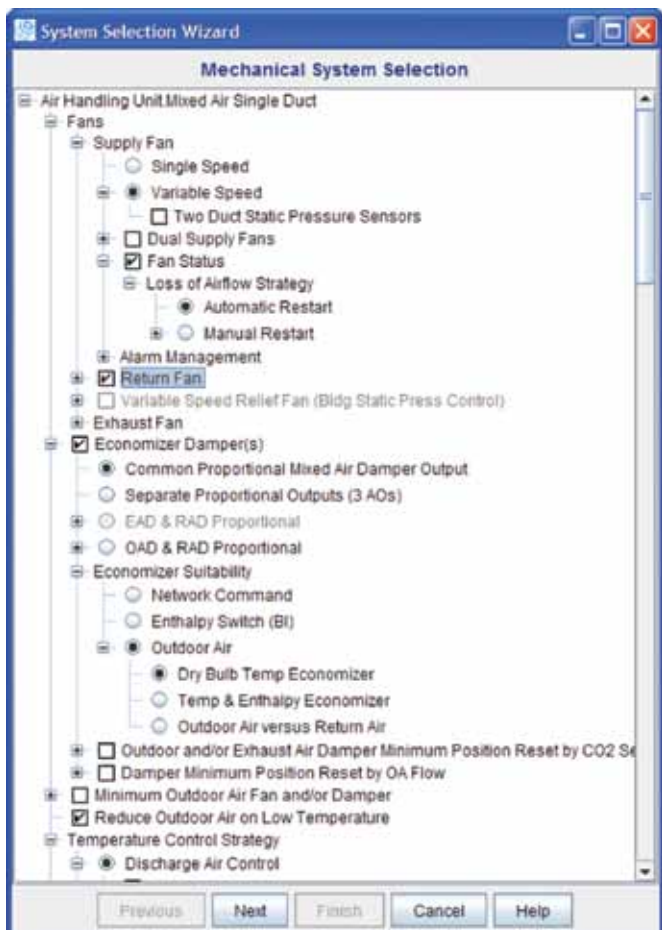 System Selection Wizard
Mechanical System Selection
Air Handling Unit.Mixed Air Single Duct
Fans
Supply Fan
Single Speed
Variable Speed
Two Duct Static Pressure Sensors
Dual Supply Fans
Fan Status
Loss of Airflow Strategy
Automatic Restart
Manual Restart
Alarm Management
Return Fan
Variable Speed Relief Fan (Bldg Static Press Control)
Exhaust Fan
Economizer Damper(s)
Common Proportional Mixed Air Damper Output
Separate Proportional Outputs (3 AOs)
EAD & RAD Proportional
OAD & RAD Proportional
Economizer Suitability
Network Command
Enthalpy Switch (BI)
Outdoor Air
Dry Bulb Temp Economizer
Temp & Enthalpy Economizer
Outdoor Air versus Return Air
Outdoor and/or Exhaust Air Damper Minimum Position Reset by CO2 Se
Damper Minimum Position Reset by OA Flow
Minimum Outdoor Air Fan and/or Damper
Reduce Outdoor Air on Low Temperature
Temperature Control Strategy
Discharge Air Control
Previous Next Finish Cancel Help